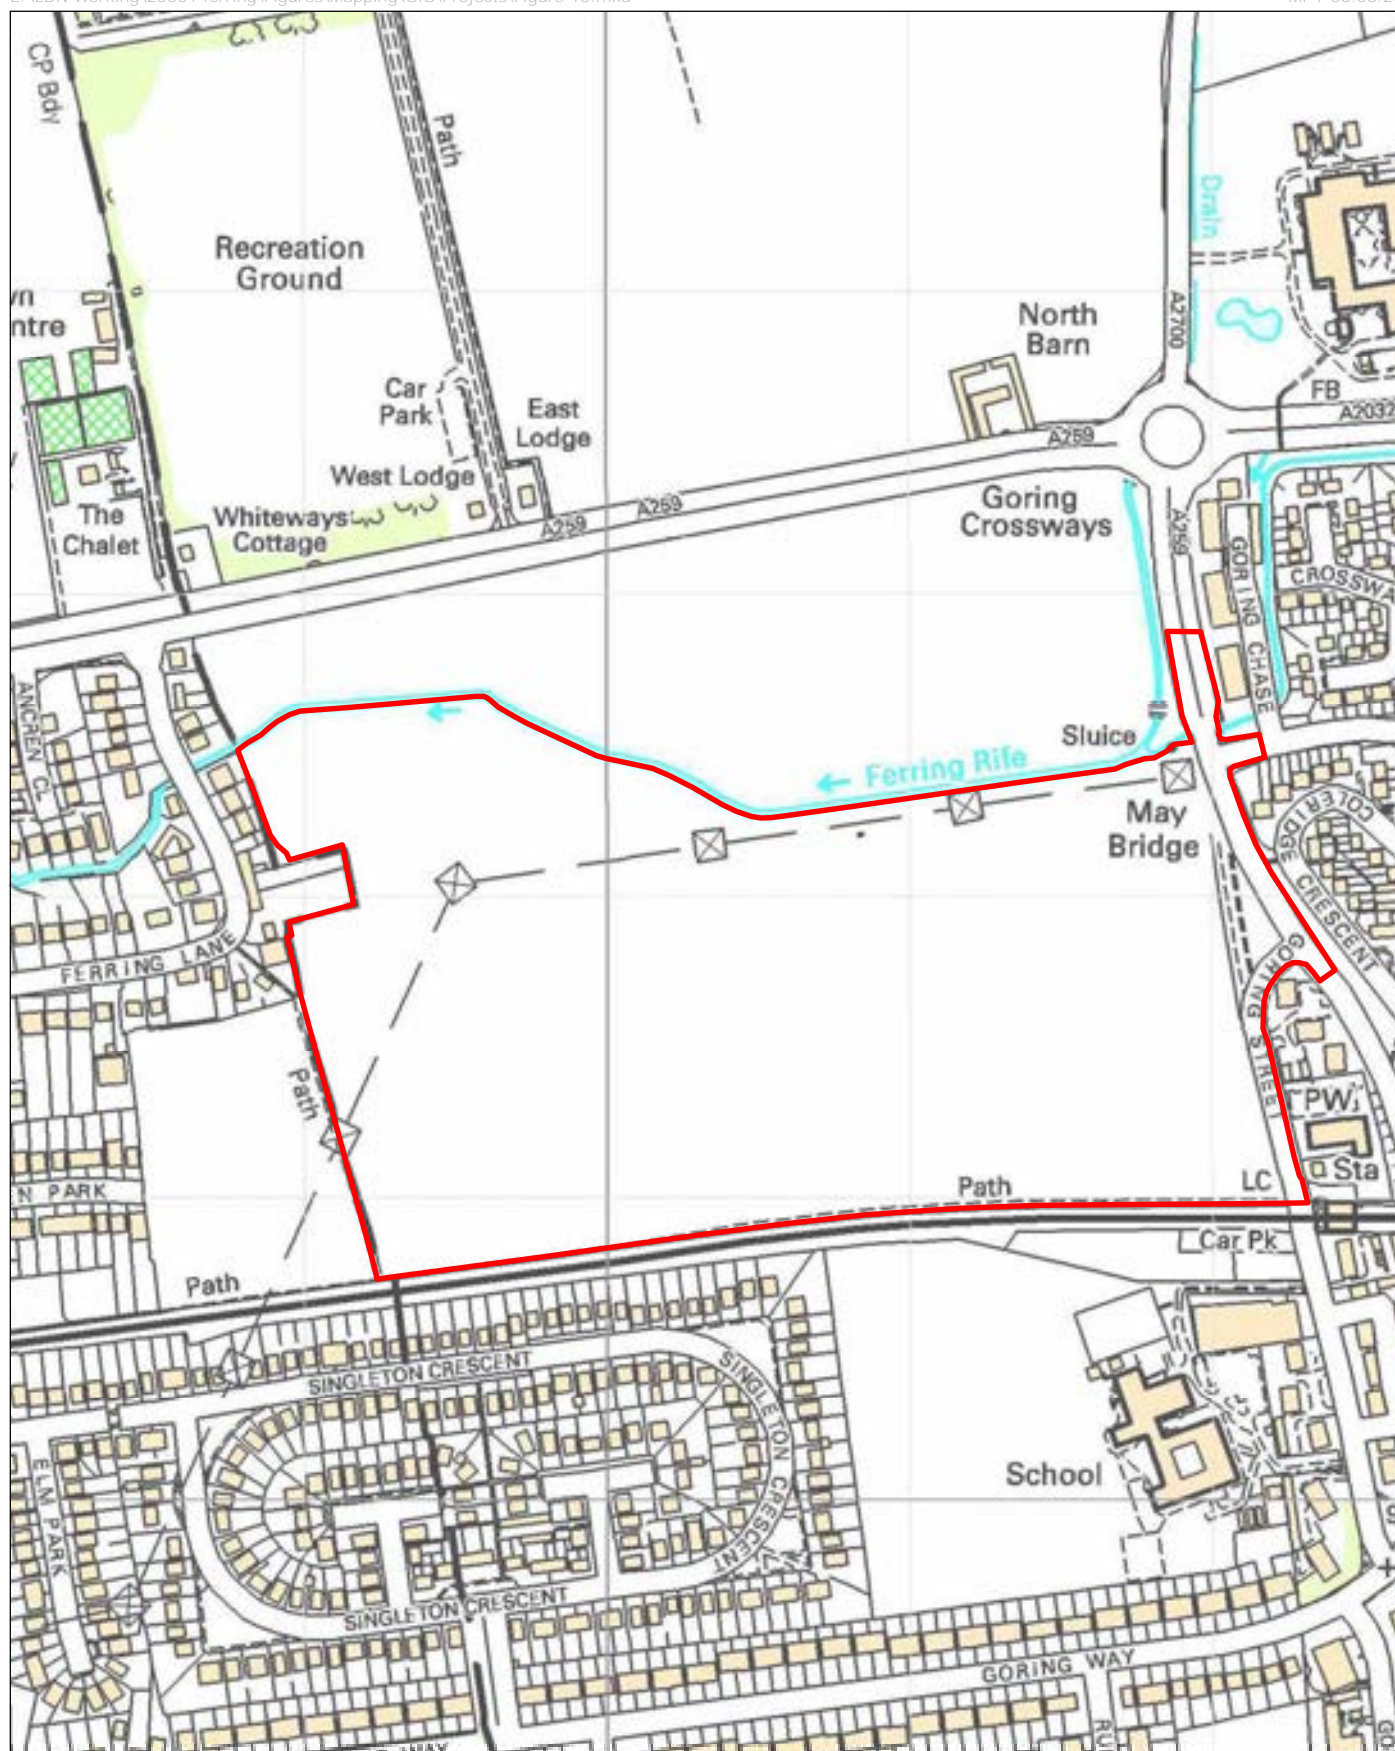 CP Bdy
Path
Drain
Recreation
Ground
ntre
A2700
North
Barn
Car
Park
FB
East
Lodge
A2032
A259
West Lodge
Goring
Crossways
A259
A259
A259
The
Chalet
Whiteways
Cottage
GORING CHASE
ANCREN CL
Sluice
Ferring Rife
May
Bridge
COLERIDGE CRESCENT
FERRING LANE
GORING STREET
Path
PW
Sta
LC
Path
N PARK
Car Pk
Path
SINGLETON CRESCENT
SINGLETON CRESCENT
School
ELM PARK
SINGLETON CRESCENT
GORING WAY